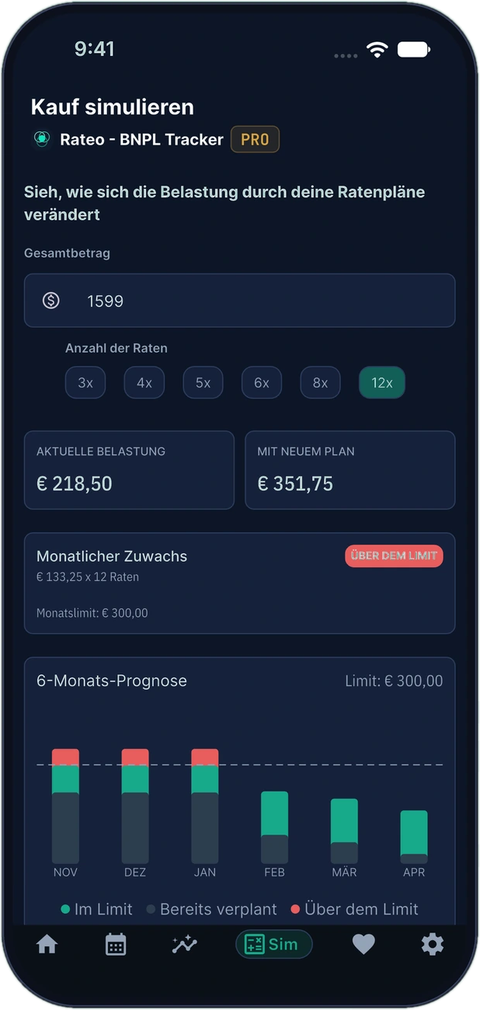 9:41
Kauf simulieren
Rateo - BNPL Tracker PRO
Sieh, wie sich die Belastung durch deine Ratenpläne
verändert
Gesamtbetrag
1599
Anzahl der Raten
3x 4x 5x 6x 8x 12x
AKTUELLE BELASTUNG MIT NEUEM PLAN
€ 218,50 € 351,75
Monatlicher Zuwachs ÜBER DEM LIMIT
€ 133,25 x 12 Raten
Monatslimit: € 300,00
6-Monats-Prognose Limit: € 300,00
NOV DEZ JAN FEB MÄR APR
Im Limit Bereits verplant Über dem Limit
Sim